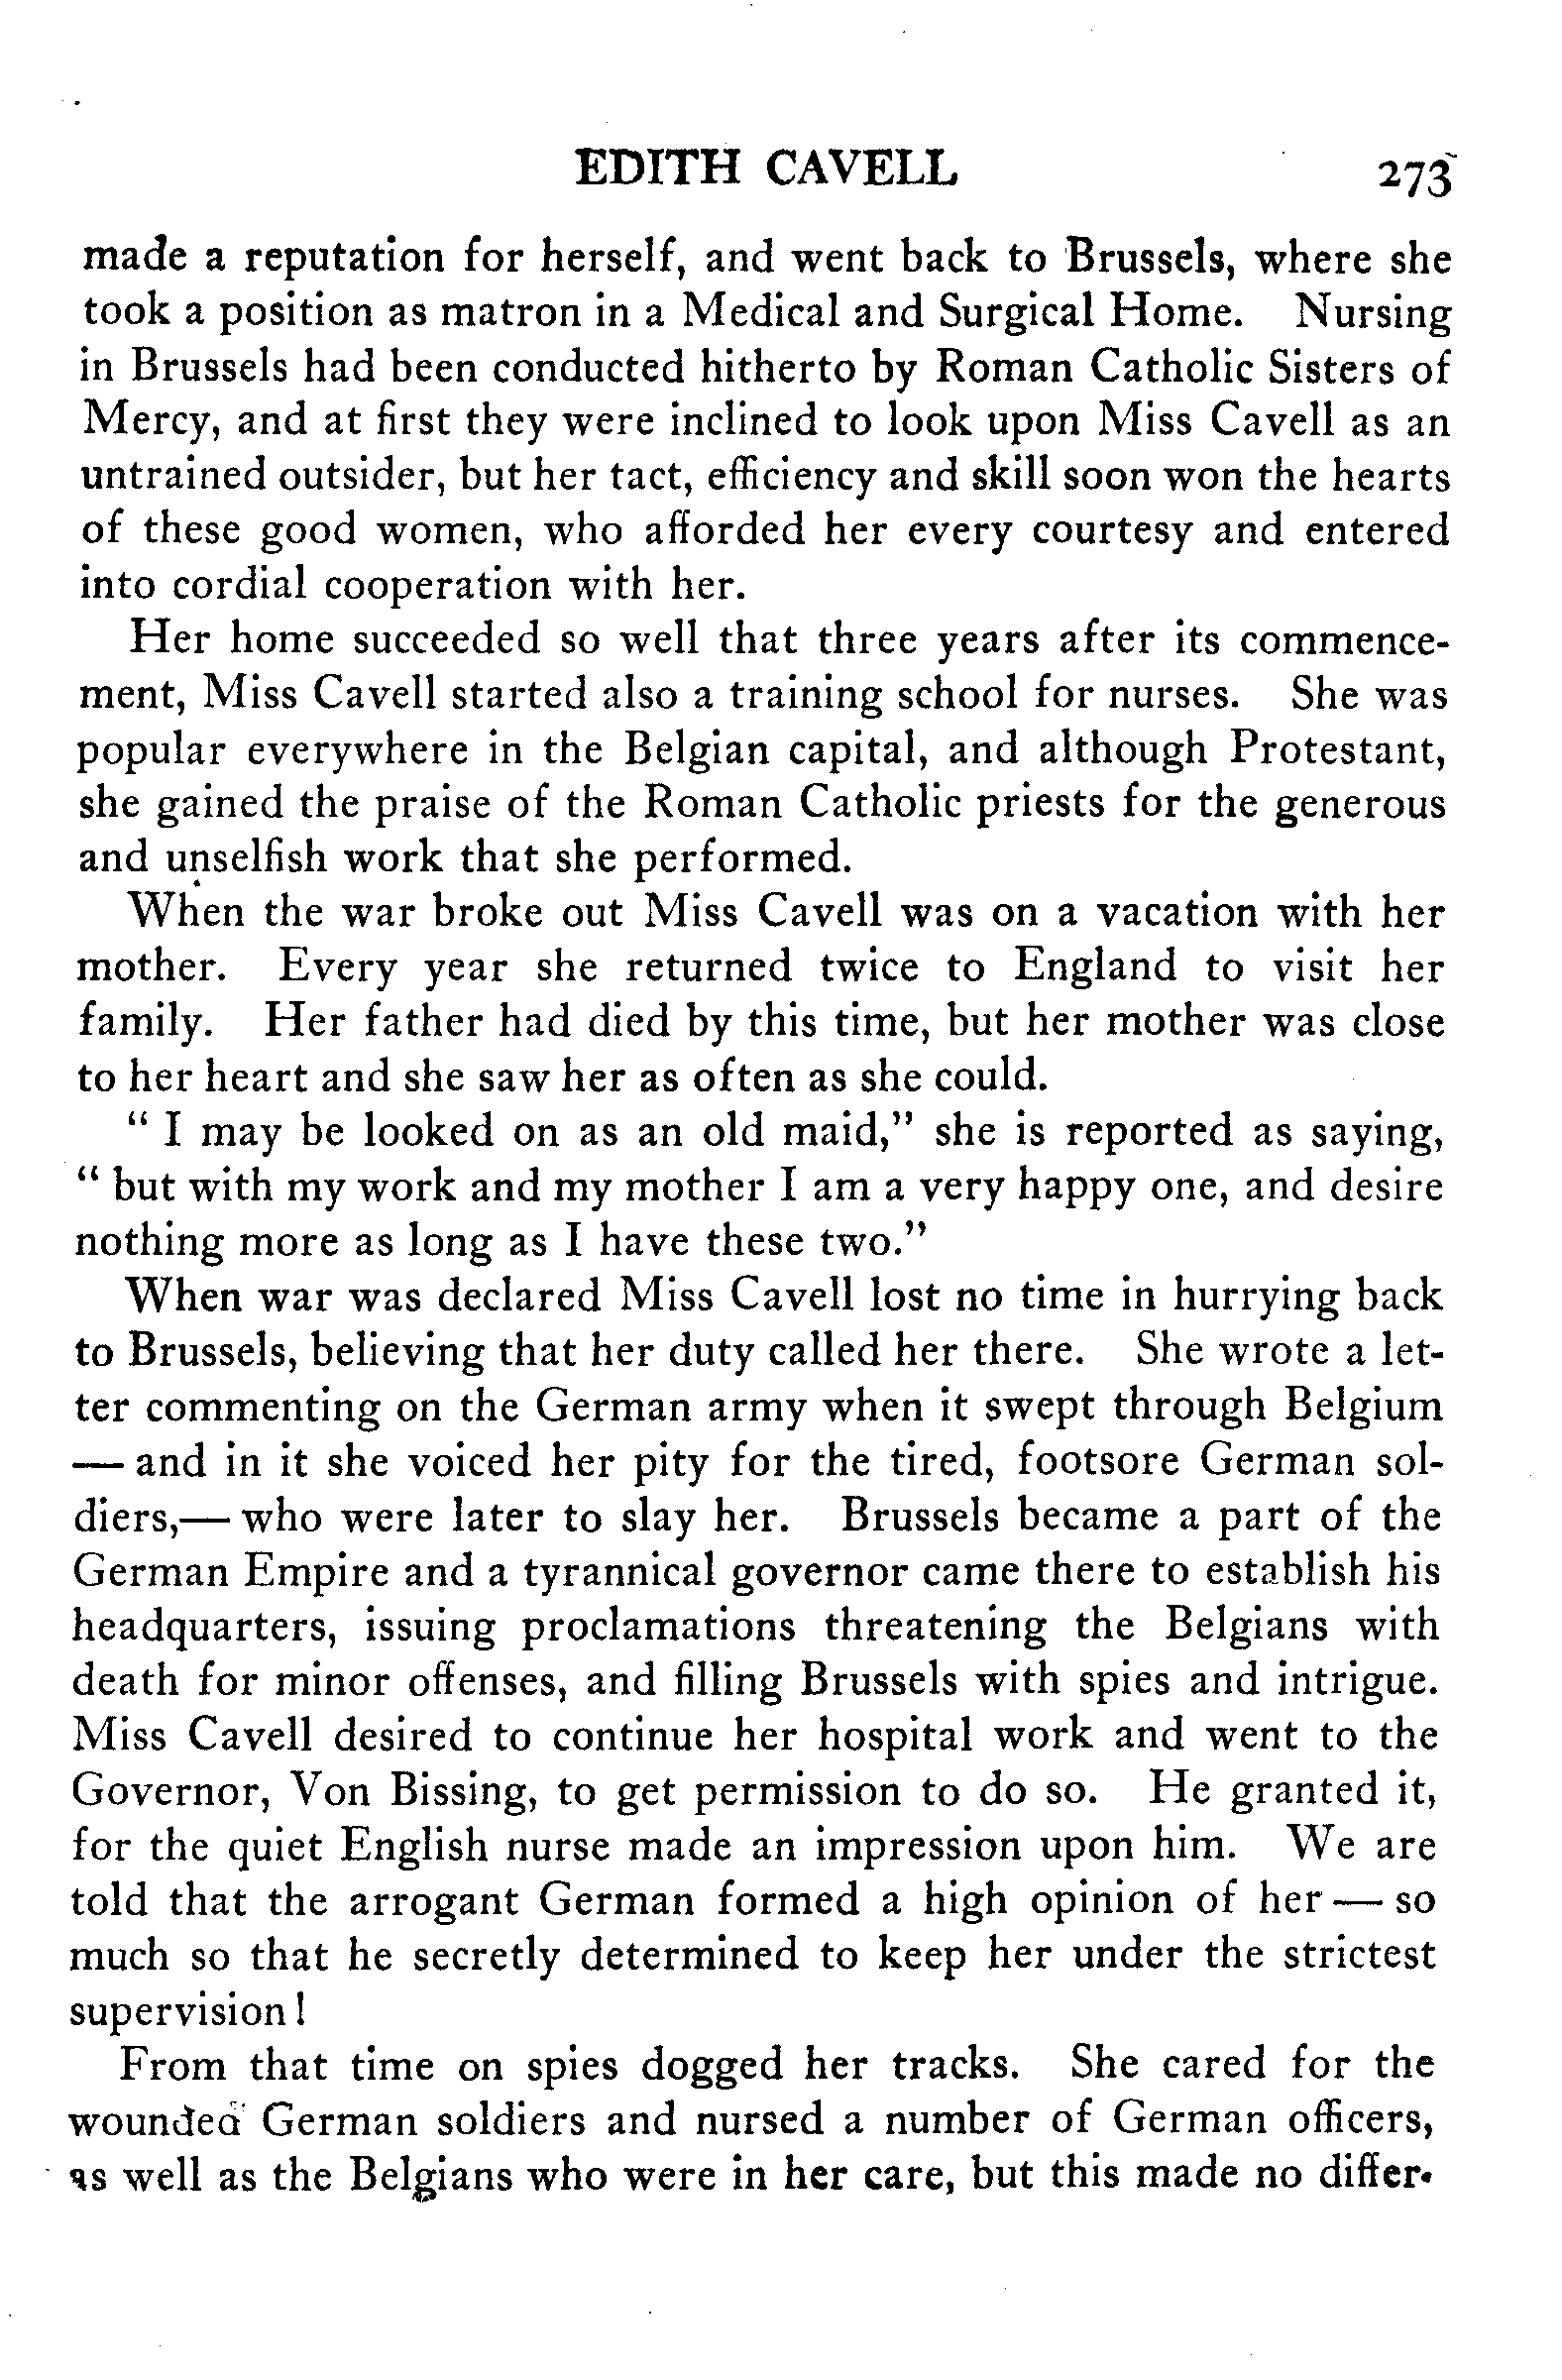 EDITH CAVELL 273
made a reputation for herself, and went back to Brussels, where she
took a position as matron in a Medical and Surgical Home. Nursing
in Brussels had been conducted hitherto by Roman Catholic Sisters of
Mercy, and at first they were inclined to look upon Miss Cavell as an
untrained outsider, but her tact, efficiency and skill soon won the hearts
of these good women, who afforded her every courtesy and entered
into cordial cooperation with her.
Her home succeeded so well that three years after its commence-
ment, Miss Cavell started also a training school for nurses. She was
popular everywhere in the Belgian capital, and although Protestant,
she gained the praise of the Roman Catholic priests for the generous
and unselfish work that she performed.
When the war broke out Miss Cavell was on a vacation with her
mother. Every year she returned twice to England to visit her
family. Her father had died by this time, but her mother was close
to her heart and she saw her as often as she could.
" I may be looked on as an old maid," she is reported as saying,
" but with my work and my mother I am a very happy one, and desire
nothing more as long as I have these two."
When war was declared Miss Cavell lost no time in hurrying back
to Brussels, believing that her duty called her there. She wrote a let-
ter commenting on the German army when it swept through Belgium
— and in it she voiced her pity for the tired, footsore German sol-
diers,— who were later to slay her. Brussels became a part of the
German Empire and a tyrannical governor came there to establish his
headquarters, issuing proclamations threatening the Belgians with
death for minor offenses, and filling Brussels with spies and intrigue.
Miss Cavell desired to continue her hospital work and went to the
Governor, Von Bissing, to get permission to do so. He granted it,
for the quiet English nurse made an impression upon him. We are
told that the arrogant German formed a high opinion of her — so
much so that he secretly determined to keep her under the strictest
supervision!
From that time on spies dogged her tracks. She cared for the
wounded German soldiers and nursed a number of German officers,
as well as the Belgians who were in her care, but this made no differ-